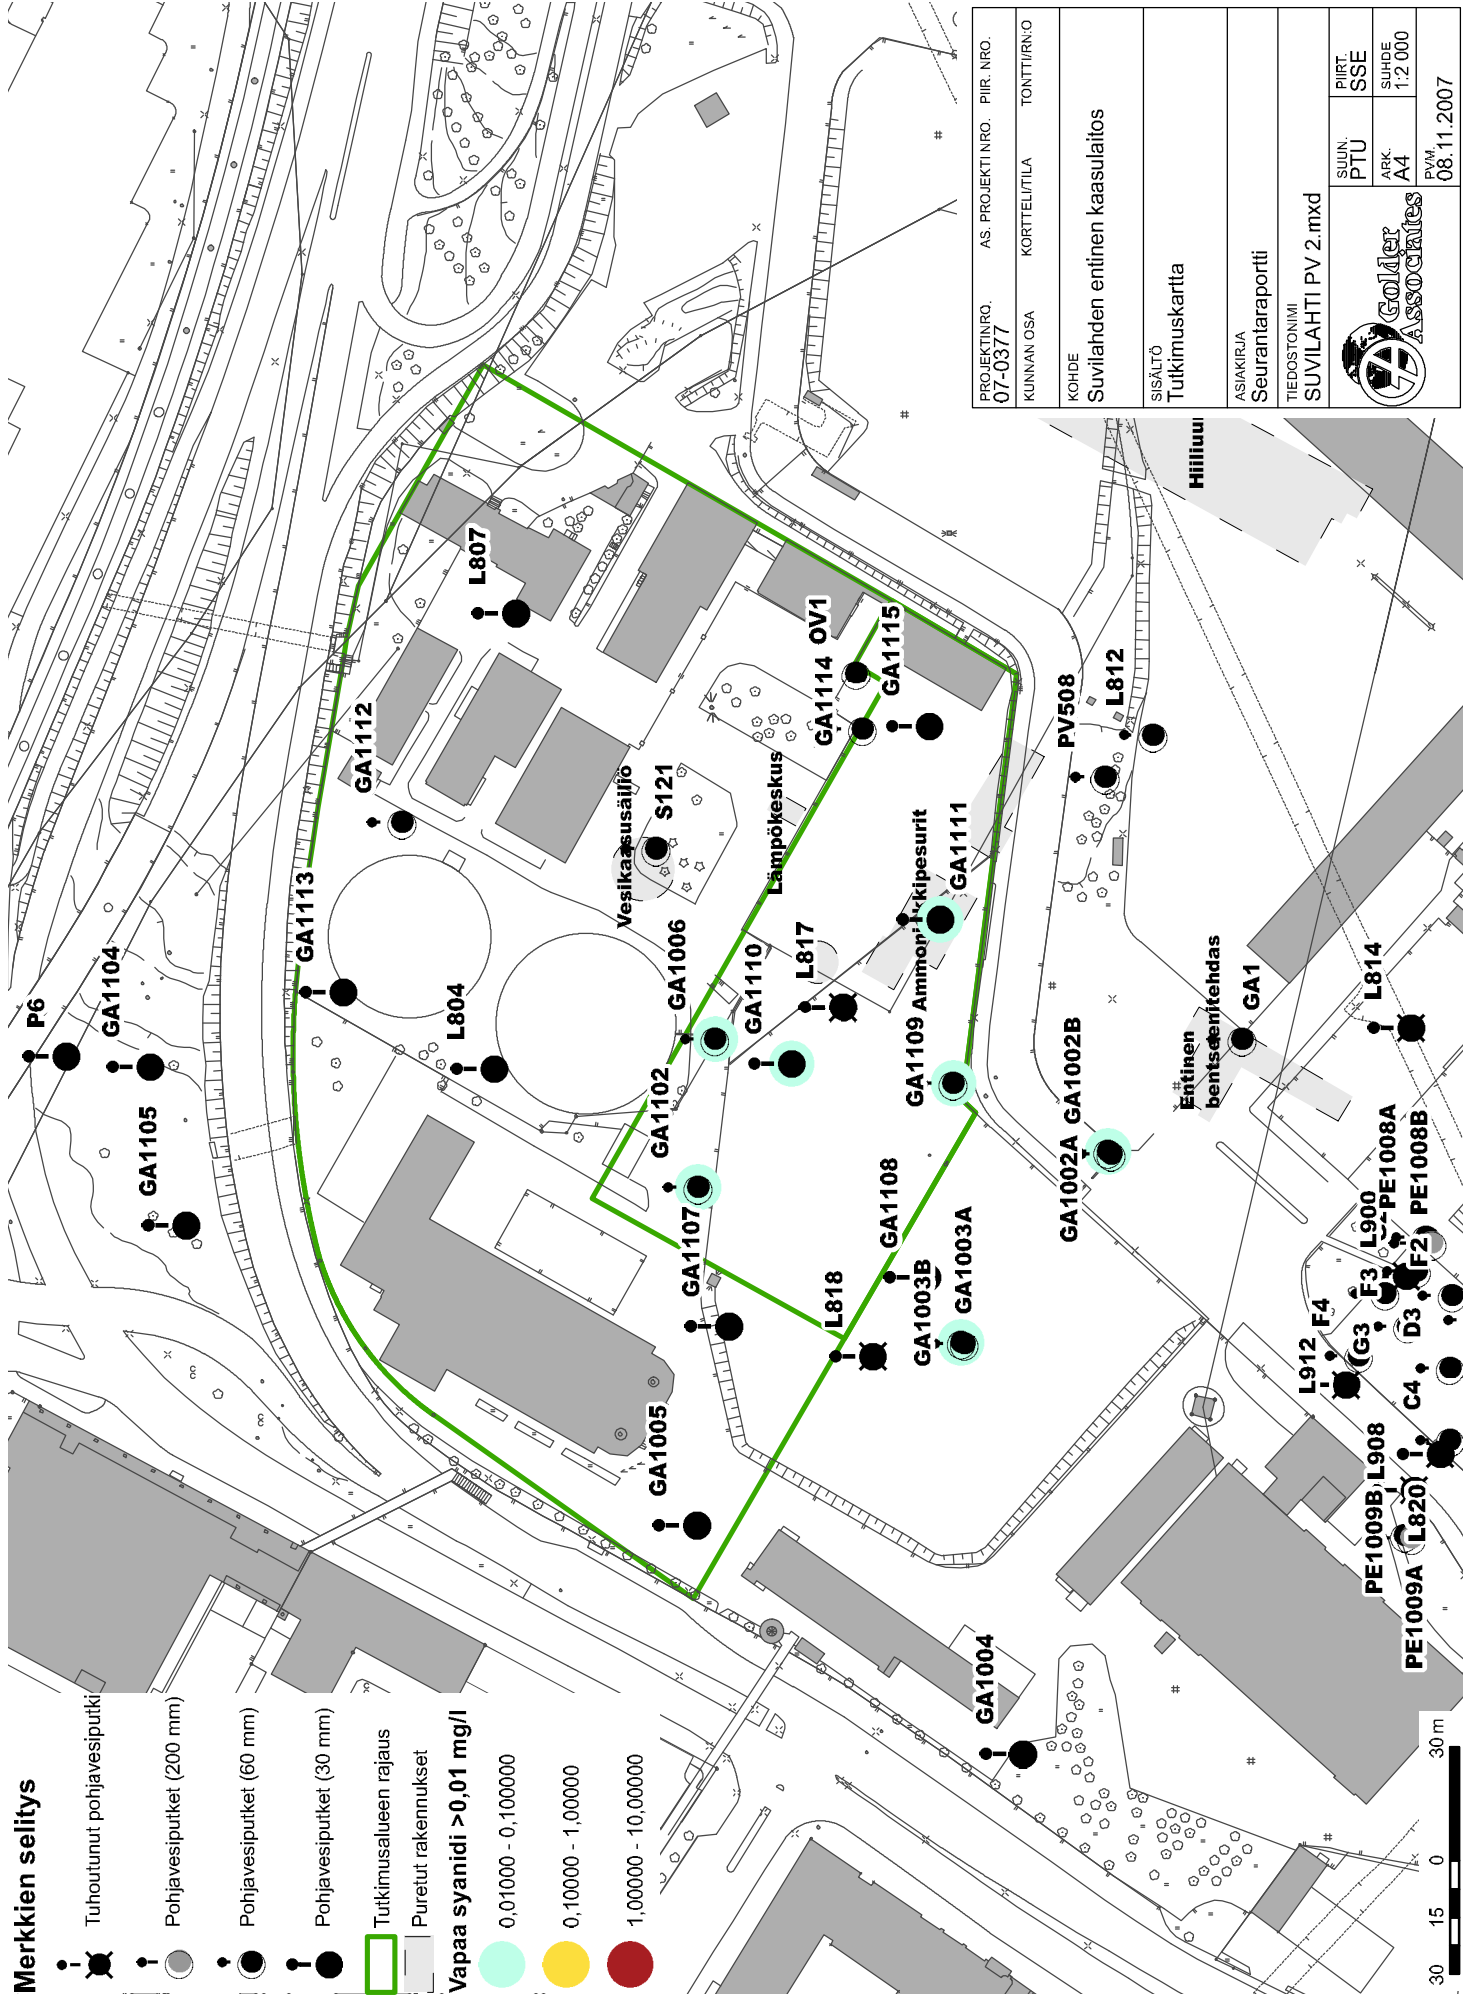 Merkkien selitys
Tuhoutunut pohjavesiputki
Pohjavesiputket (200 mm)
Pohjavesiputket (60 mm)
Pohjavesiputket (30 mm)
Tutkimusalueen rajaus
Puretut rakennukset
Vapaa syanidi >0,01 mg/l
0,01000 - 0,100000
0,10000 - 1,00000
1,00000 - 10,00000
P6
GA1104
GA1105
GA1113
GA1112
L807
L804
Vesikaasusäiliö
S121
Lämpökeskus
OV1
GA1114
GA1115
GA1006
GA1110
L817
Ammoniakkipesurit
GA1111
GA1109
GA1102
GA1107
GA1108
L818
GA1003B
GA1003A
GA1005
GA1004
GA1002A
GA1002B
PV508
L812
Entinen
bentseenitehdas
GA1
L814
PE1008A
PE1008B
L900
F2
F3
F4
G3
D3
C4
L912
L908
PE1009B
L820
PE1009A
30
15
0
30 m
PROJEKTINRO.
07-0377
AS. PROJEKTI NRO.
PIIR. NRO.
KUNNAN OSA
KORTTELI/TILA
TONTTI/RN:O
KOHDE
Suvilahden entinen kaasulaitos
SISÄLTÖ
Tutkimuskartta
ASIAKIRJA
Seurantaraportti
TIEDOSTONIMI
SUVILAHTI PV 2.mxd
Golder
Associates
SUUN.
PTU
PIIRT.
SSE
ARK.
A4
SUHDE
1:2 000
PVM.
08.11.2007